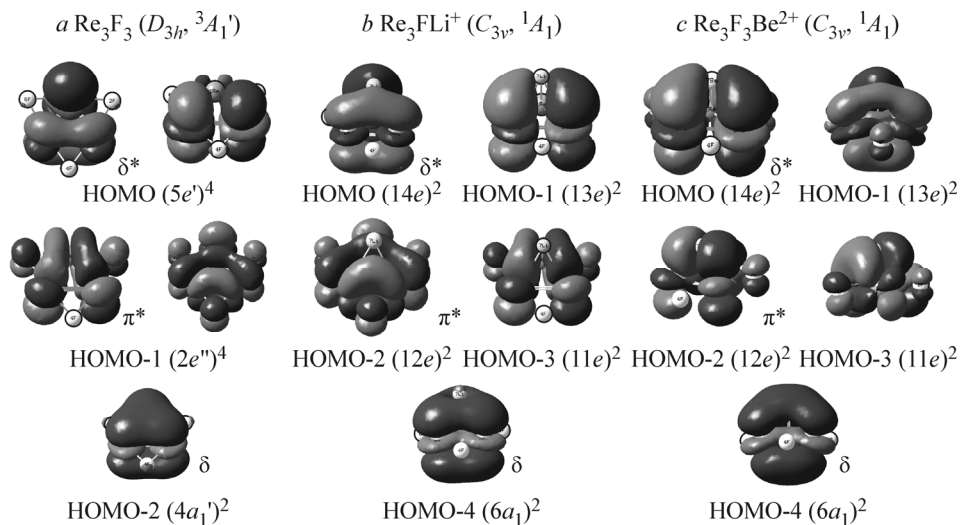 a Re₃F₃ (D₃ₕ, ³A₁') b Re₃FLi⁺ (C₃ᵥ, ¹A₁) c Re₃F₃Be²⁺ (C₃ᵥ, ¹A₁)
δ* δ* δ*
HOMO (5e')⁴ HOMO (14e)² HOMO-1 (13e)² HOMO (14e)² HOMO-1 (13e)²
π* π* π*
HOMO-1 (2e'')⁴ HOMO-2 (12e)² HOMO-3 (11e)² HOMO-2 (12e)² HOMO-3 (11e)²
δ δ δ
HOMO-2 (4a₁')² HOMO-4 (6a₁)² HOMO-4 (6a₁)²